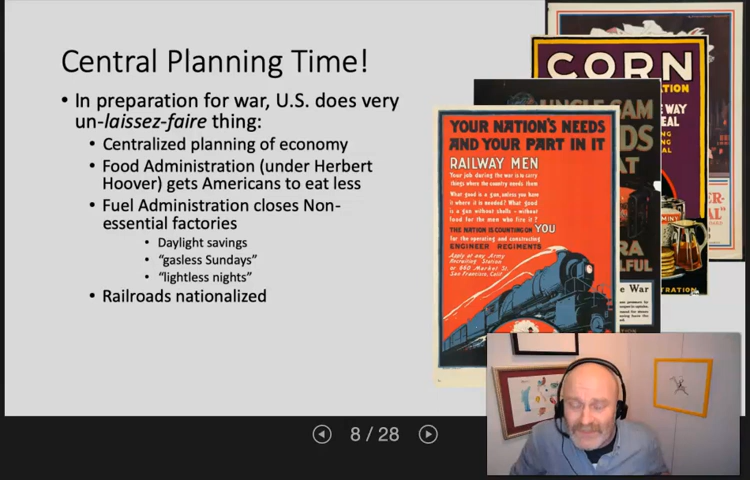 Central Planning Time!
• In preparation for war, U.S. does very
un-laissez-faire thing:
• Centralized planning of economy
• Food Administration (under Herbert
Hoover) gets Americans to eat less
• Fuel Administration closes Non-
essential factories
• Daylight savings
• “gasless Sundays”
• “lightless nights”
• Railroads nationalized
YOUR NATION'S NEEDS
AND YOUR PART IN IT
RAILWAY MEN
Your job during the war is to carry
things where the country needs them
What good is a gun, unless you have
it where it is needed? What good
is a gun without shells - without
food for the men who fire it?
THE NATION IS COUNTING ON YOU
for the operating and constructing
ENGINEER REGIMENTS
Apply at any Army
Recruiting Station
or 660 Market St.
San Francisco, Calif.
CORN
UNCLE SAM
8 / 28